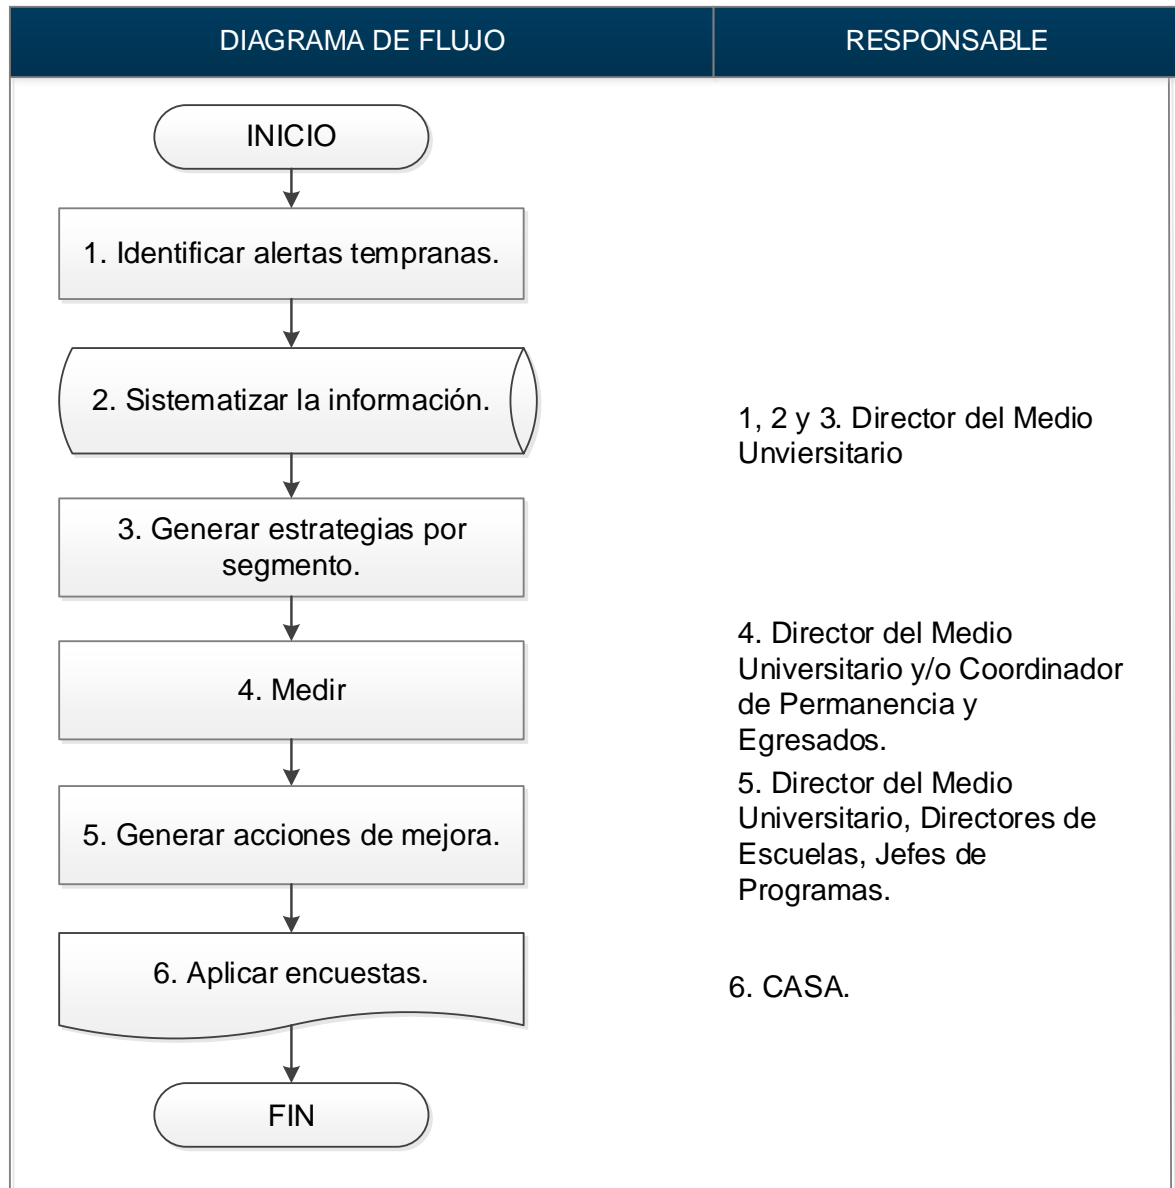 DIAGRAMA DE FLUJO
RESPONSABLE
INICIO
1. Identificar alertas tempranas.
2. Sistematizar la información.
3. Generar estrategias por
segmento.
4. Medir
5. Generar acciones de mejora.
6. Aplicar encuestas.
FIN
1, 2 y 3. Director del Medio
Unviersitario
4. Director del Medio
Universitario y/o Coordinador
de Permanencia y
Egresados.
5. Director del Medio
Universitario, Directores de
Escuelas, Jefes de
Programas.
6. CASA.